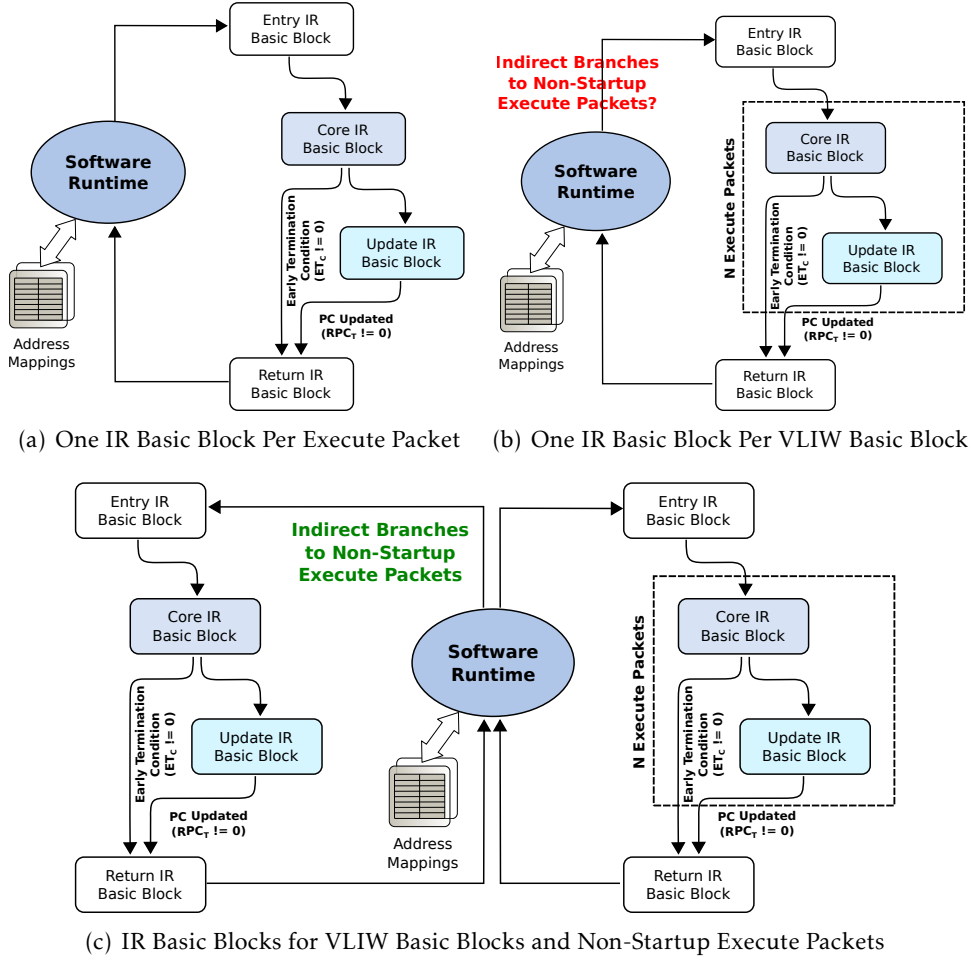 Entry IR
Basic Block
Core IR
Basic Block
Software
Runtime
Early Termination
Condition
(ET_C != 0)
Update IR
Basic Block
PC Updated
(RPC_T != 0)
Address
Mappings
Return IR
Basic Block
(a) One IR Basic Block Per Execute Packet
Entry IR
Basic Block
Indirect Branches
to Non-Startup
Execute Packets?
N Execute Packets
Core IR
Basic Block
Software
Runtime
Early Termination
Condition
(ET_C != 0)
Update IR
Basic Block
PC Updated
(RPC_T != 0)
Address
Mappings
Return IR
Basic Block
(b) One IR Basic Block Per VLIW Basic Block
Entry IR
Basic Block
Indirect Branches
to Non-Startup
Execute Packets
Core IR
Basic Block
Early Termination
Condition
(ET_C != 0)
Update IR
Basic Block
PC Updated
(RPC_T != 0)
Return IR
Basic Block
Software
Runtime
Address
Mappings
Entry IR
Basic Block
N Execute Packets
Core IR
Basic Block
Early Termination
Condition
(ET_C != 0)
Update IR
Basic Block
PC Updated
(RPC_T != 0)
Return IR
Basic Block
(c) IR Basic Blocks for VLIW Basic Blocks and Non-Startup Execute Packets